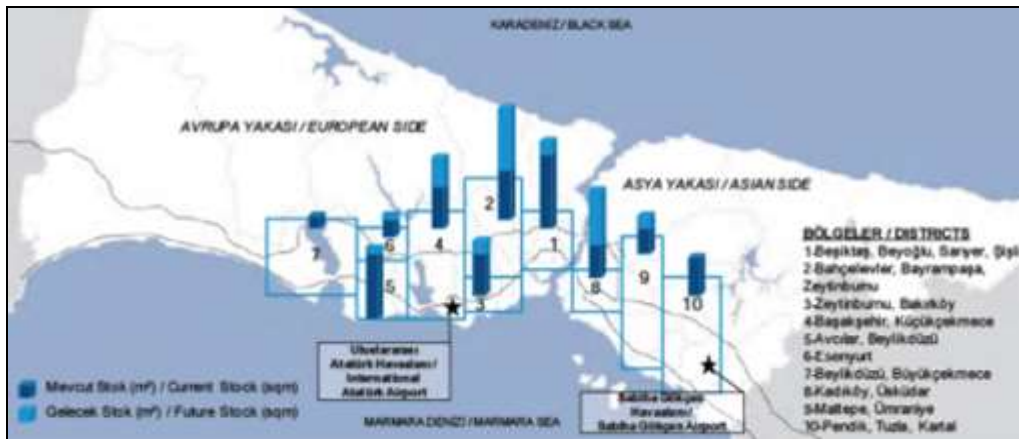 KARADENİZ / BLACK SEA
AVRUPA YAKASI / EUROPEAN SIDE
ASYA YAKASI / ASIAN SIDE
2
1
4
6
7
5
3
8
9
10
BÖLGELER / DISTRICTS
1-Beşiktaş, Beyoğlu, Sarıyer, Şişli
2-Bahçelievler, Bayrampaşa,
Zeytinburnu
3-Zeytinburnu, Bakırköy
4-Başakşehir, Küçükçekmece
5-Avcılar, Beylikdüzü
6-Esenyurt
7-Beylikdüzü, Büyükçekmece
8-Kadıköy, Üsküdar
9-Maltepe, Ümraniye
10-Pendik, Tuzla, Kartal
Uluslararası
Atatürk Havaalanı /
International
Atatürk Airport
Sabiha Gökçen
Havaalanı /
Sabiha Gökçen Airport
Mevcut Stok (m²) / Current Stock (sqm)
Gelecek Stok (m²) / Future Stock (sqm)
MARMARA DENİZİ / MARMARA SEA